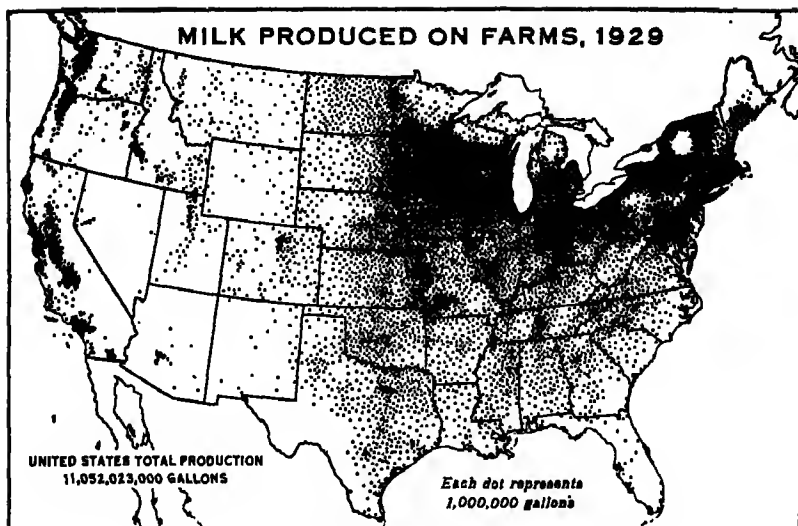 MILK PRODUCED ON FARMS, 1929
UNITED STATES TOTAL PRODUCTION
11,052,023,000 GALLONS
Each dot represents
1,000,000 gallons